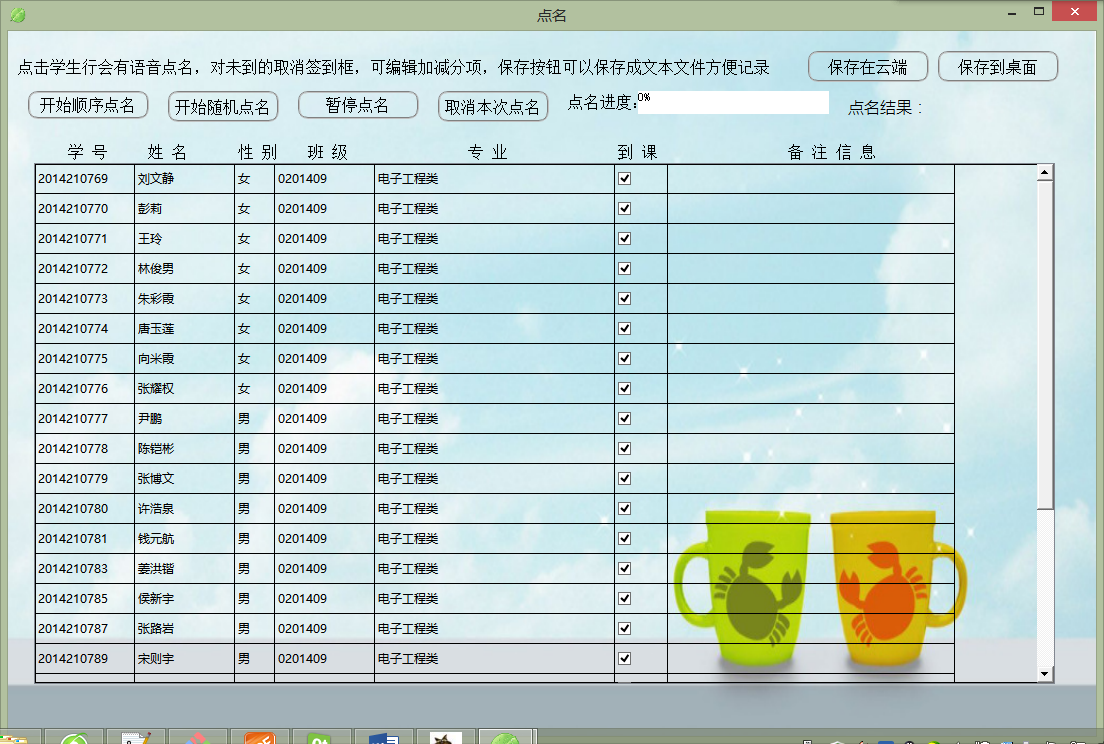 点名
点击学生行会有语音点名，对未到的取消签到框，可编辑加减分项，保存按钮可以保存成文本文件方便记录
保存在云端 保存到桌面
开始顺序点名 开始随机点名 暂停点名 取消本次点名 点名进度: 0% 点名结果：
学 号 姓 名 性 别 班 级 专 业 到 课 备 注 信 息
2014210769 刘文静 女 0201409 电子工程类
2014210770 彭莉 女 0201409 电子工程类
2014210771 王玲 女 0201409 电子工程类
2014210772 林俊男 女 0201409 电子工程类
2014210773 朱彩霞 女 0201409 电子工程类
2014210774 唐玉莲 女 0201409 电子工程类
2014210775 向米霞 女 0201409 电子工程类
2014210776 张耀权 女 0201409 电子工程类
2014210777 尹鹏 男 0201409 电子工程类
2014210778 陈铠彬 男 0201409 电子工程类
2014210779 张博文 男 0201409 电子工程类
2014210780 许浩泉 男 0201409 电子工程类
2014210781 钱元航 男 0201409 电子工程类
2014210783 姜洪锴 男 0201409 电子工程类
2014210785 侯新宇 男 0201409 电子工程类
2014210787 张路岩 男 0201409 电子工程类
2014210789 宋则宇 男 0201409 电子工程类